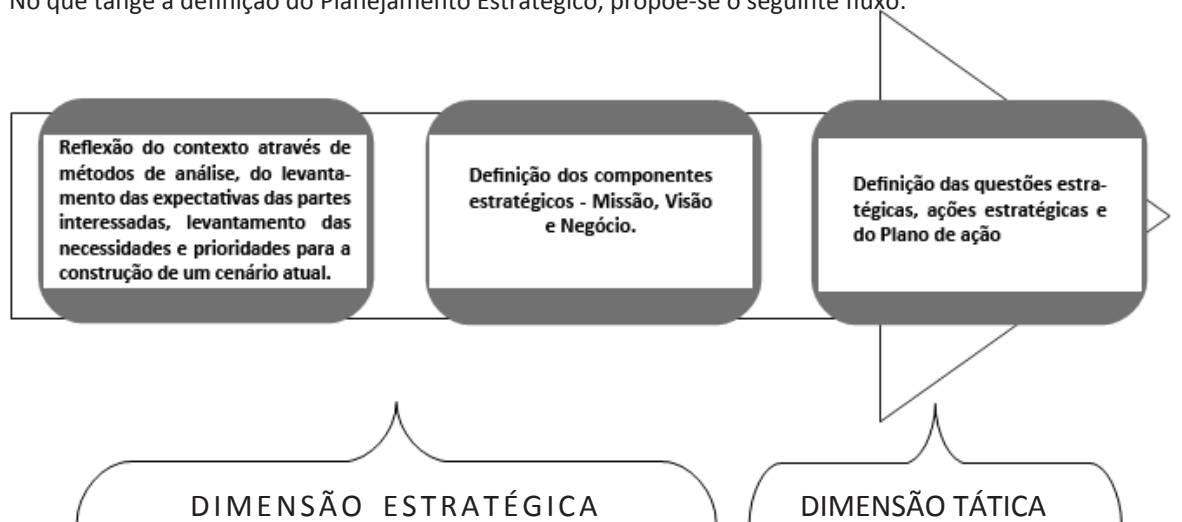 No que tange a definição do Planejamento Estratégico, propõe-se o seguinte fluxo:
Reflexão do contexto através de
métodos de análise, do levanta-
mento das expectativas das partes
interessadas, levantamento das
necessidades e prioridades para a
construção de um cenário atual.
Definição dos componentes
estratégicos - Missão, Visão
e Negócio.
Definição das questões estra-
tégicas, ações estratégicas e
do Plano de ação
DIMENSÃO ESTRATÉGICA
DIMENSÃO TÁTICA